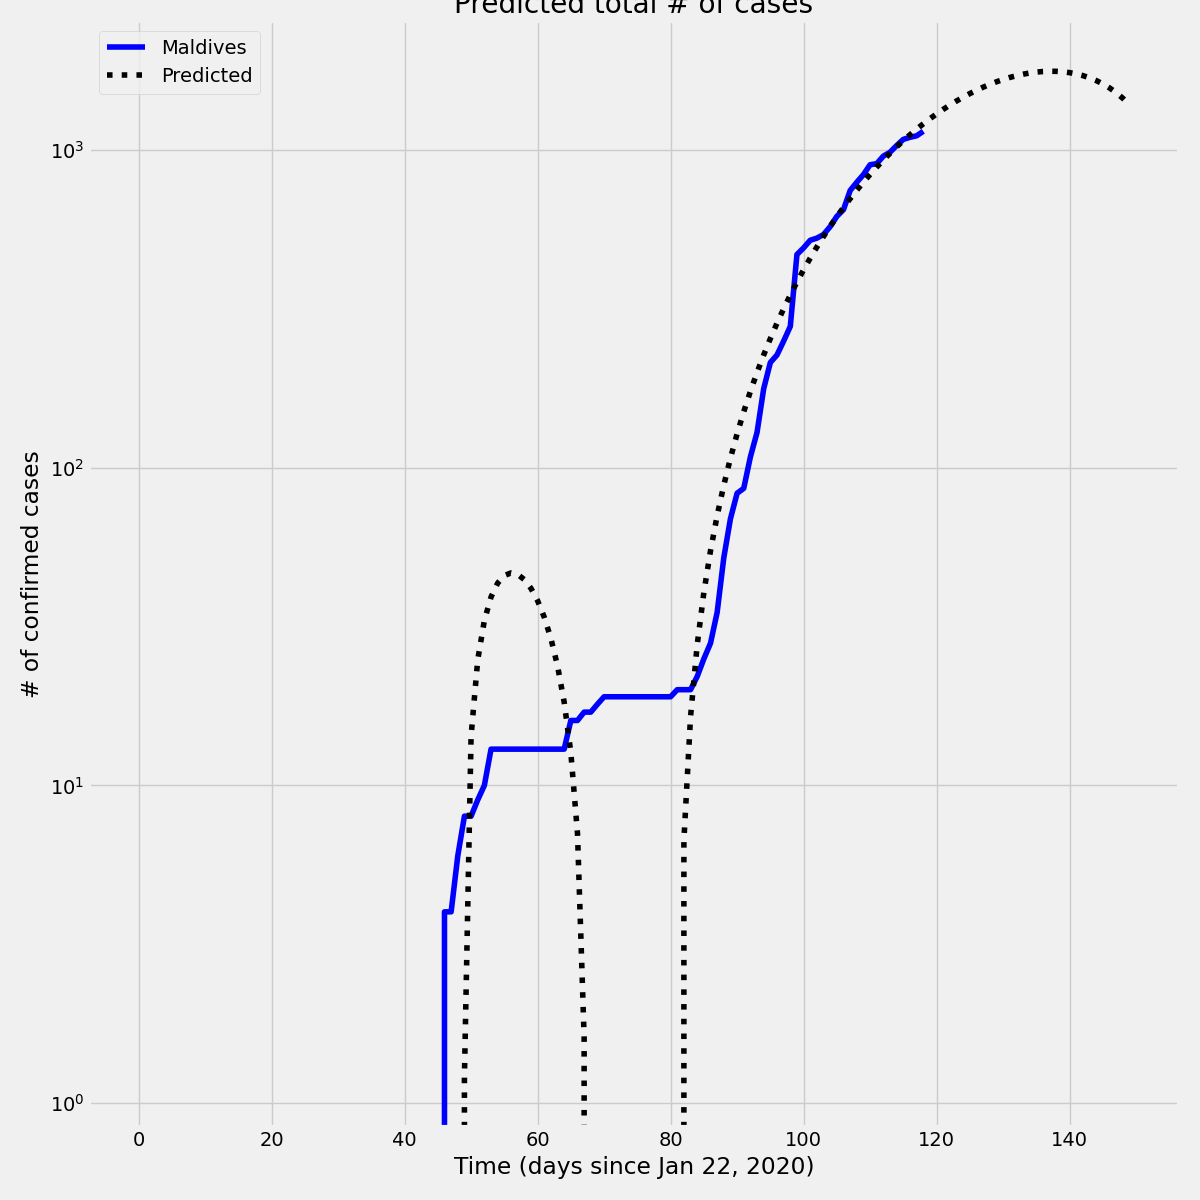 Predicted total # of cases
Maldives
Predicted
10³
10²
10¹
10⁰
# of confirmed cases
0 20 40 60 80 100 120 140
Time (days since Jan 22, 2020)